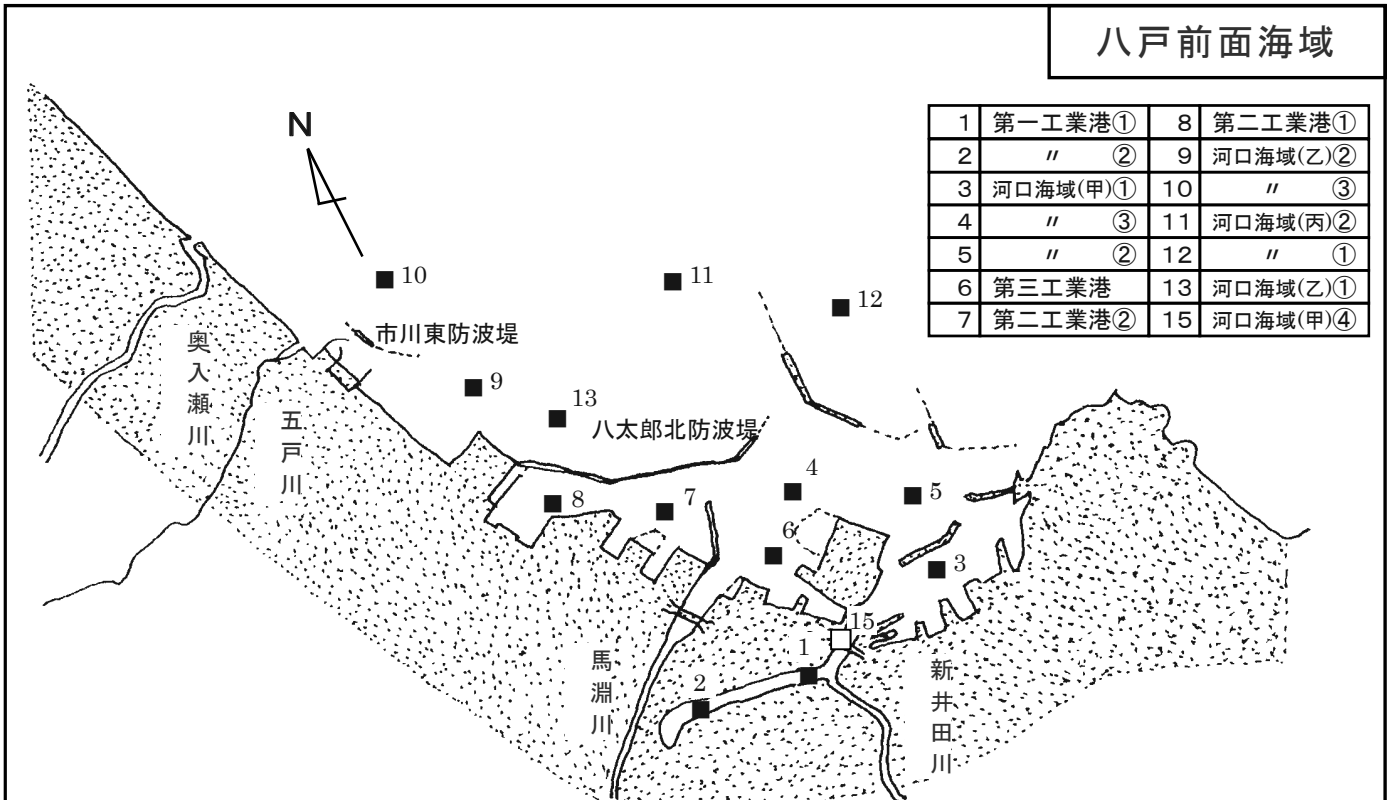 八戸前面海域
1 第一工業港① 8 第二工業港①
2 〃 ② 9 河口海域(乙)②
3 河口海域(甲)① 10 〃 ③
4 〃 ③ 11 河口海域(丙)②
5 〃 ② 12 〃 ①
6 第三工業港 13 河口海域(乙)①
7 第二工業港② 15 河口海域(甲)④
N
10
11
12
市川東防波堤
奥入瀬川
五戸川
9
13
八太郎北防波堤
4
5
8
7
6
3
15
1
2
馬淵川
新井田川